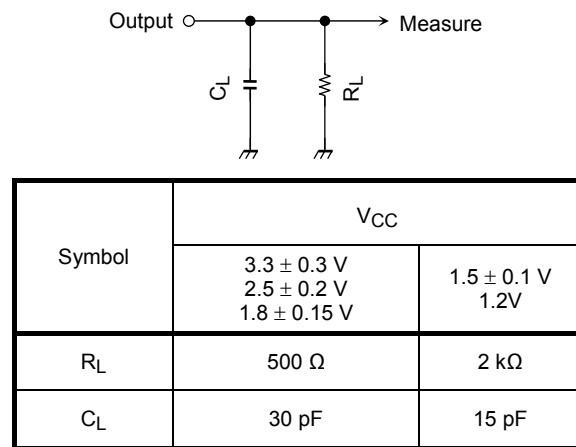 Output
Measure
CL
RL
Symbol
VCC
3.3 ± 0.3 V
2.5 ± 0.2 V
1.8 ± 0.15 V
1.5 ± 0.1 V
1.2V
RL
500 Ω
2 kΩ
CL
30 pF
15 pF